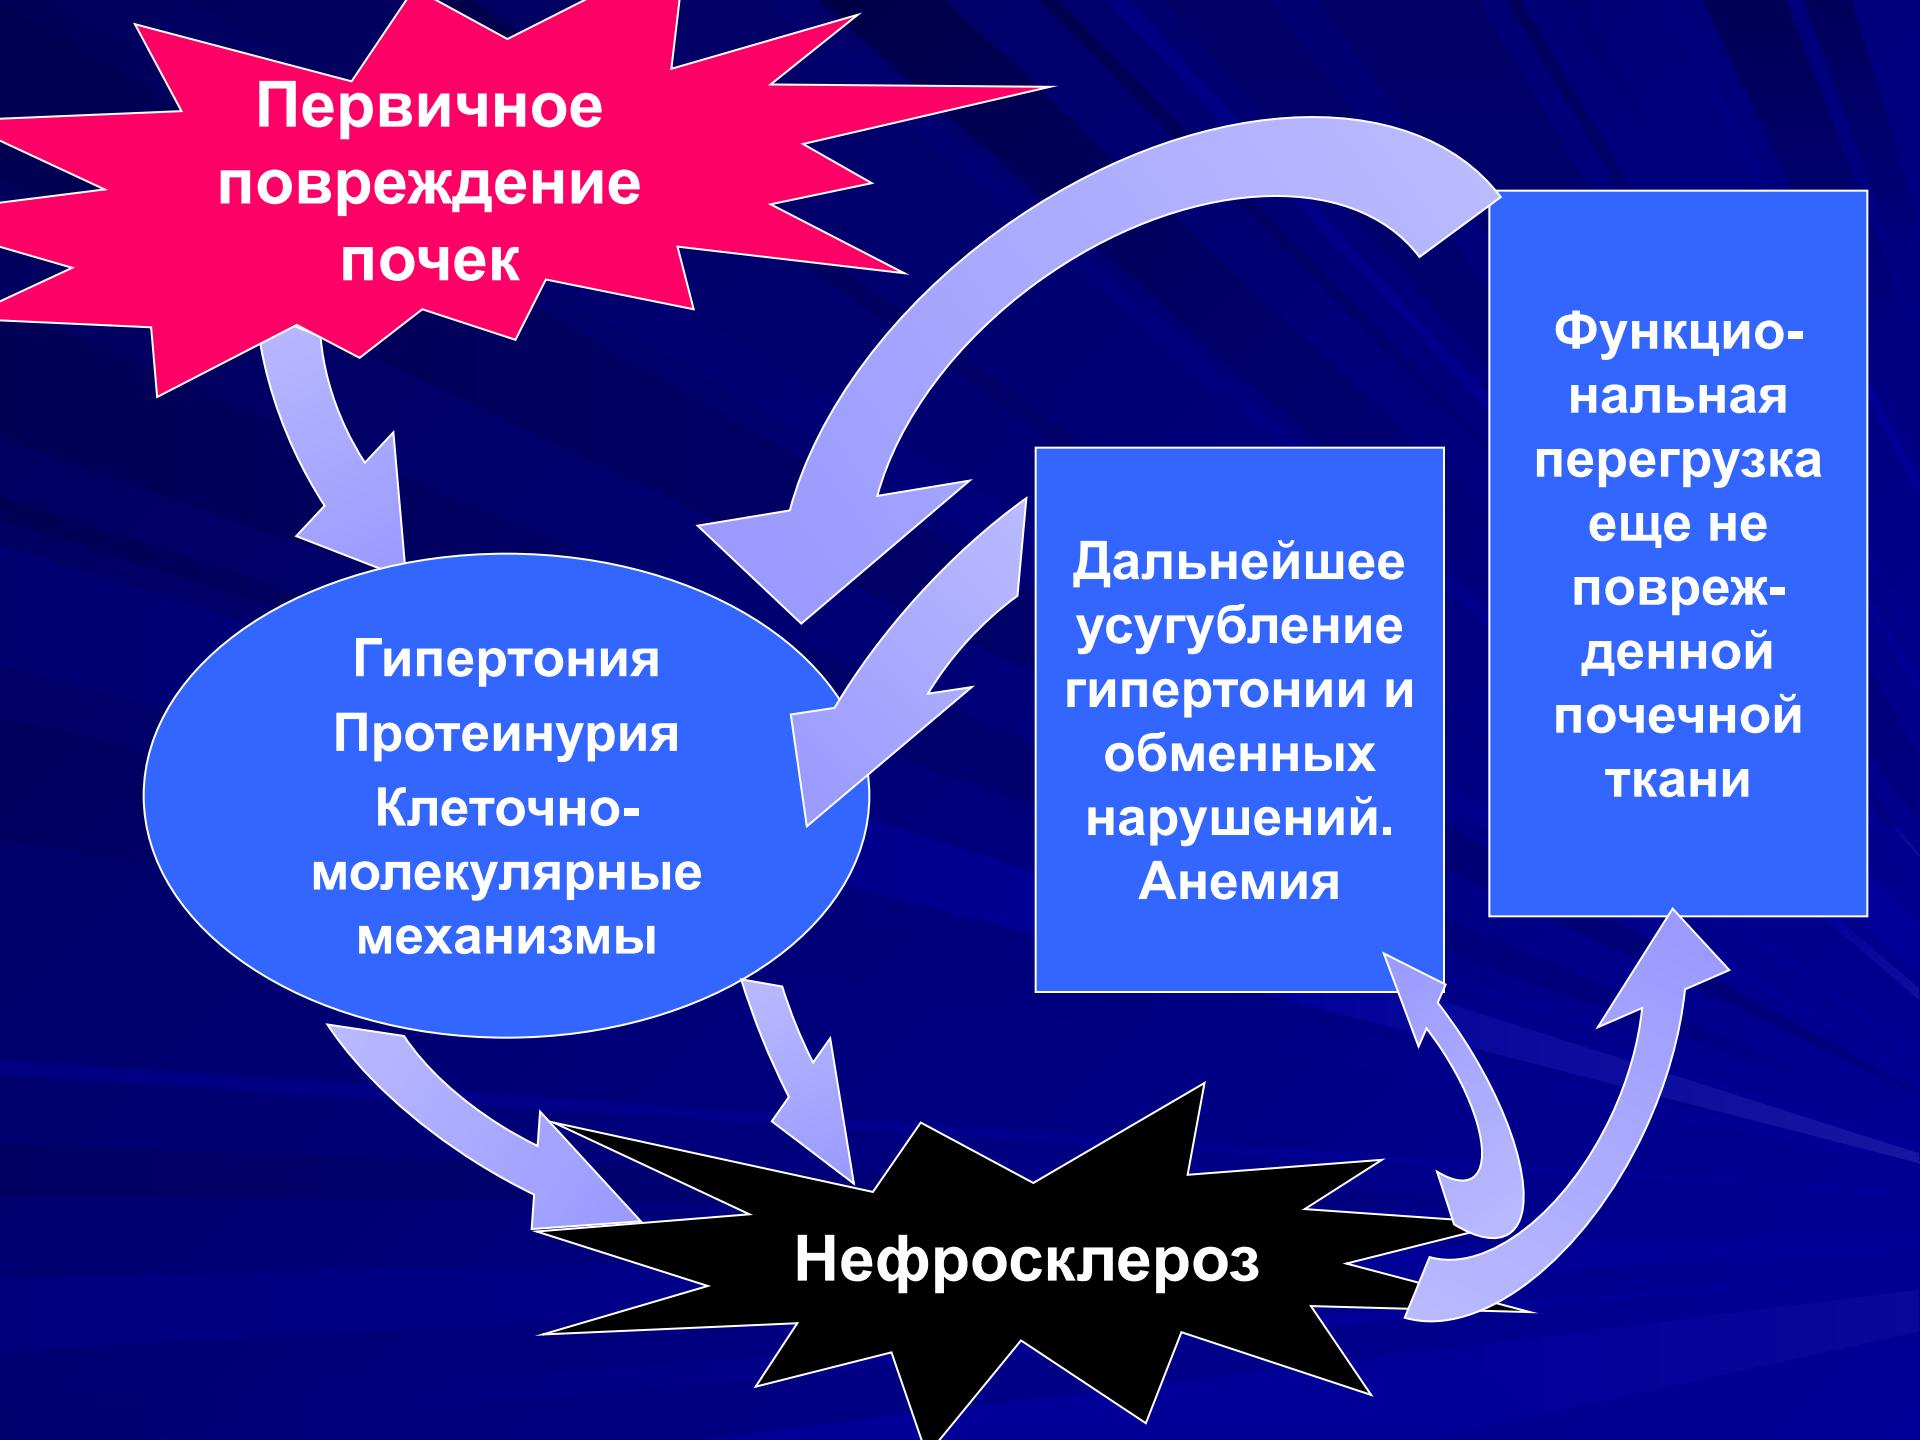 Первичное
повреждение
почек
Гипертония
Протеинурия
Клеточно-
молекулярные
механизмы
Дальнейшее
усугубление
гипертонии и
обменных
нарушений.
Анемия
Функцио-
нальная
перегрузка
еще не
повреж-
денной
почечной
ткани
Нефросклероз